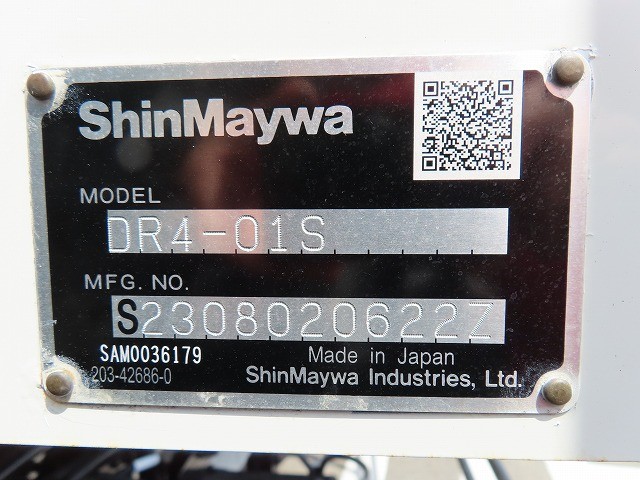 ShinMaywa
MODEL
DR4-01S
MFG. NO.
S2308020622Z
SAM0036179
Made in Japan
203-42686-0
ShinMaywa Industries, Ltd.